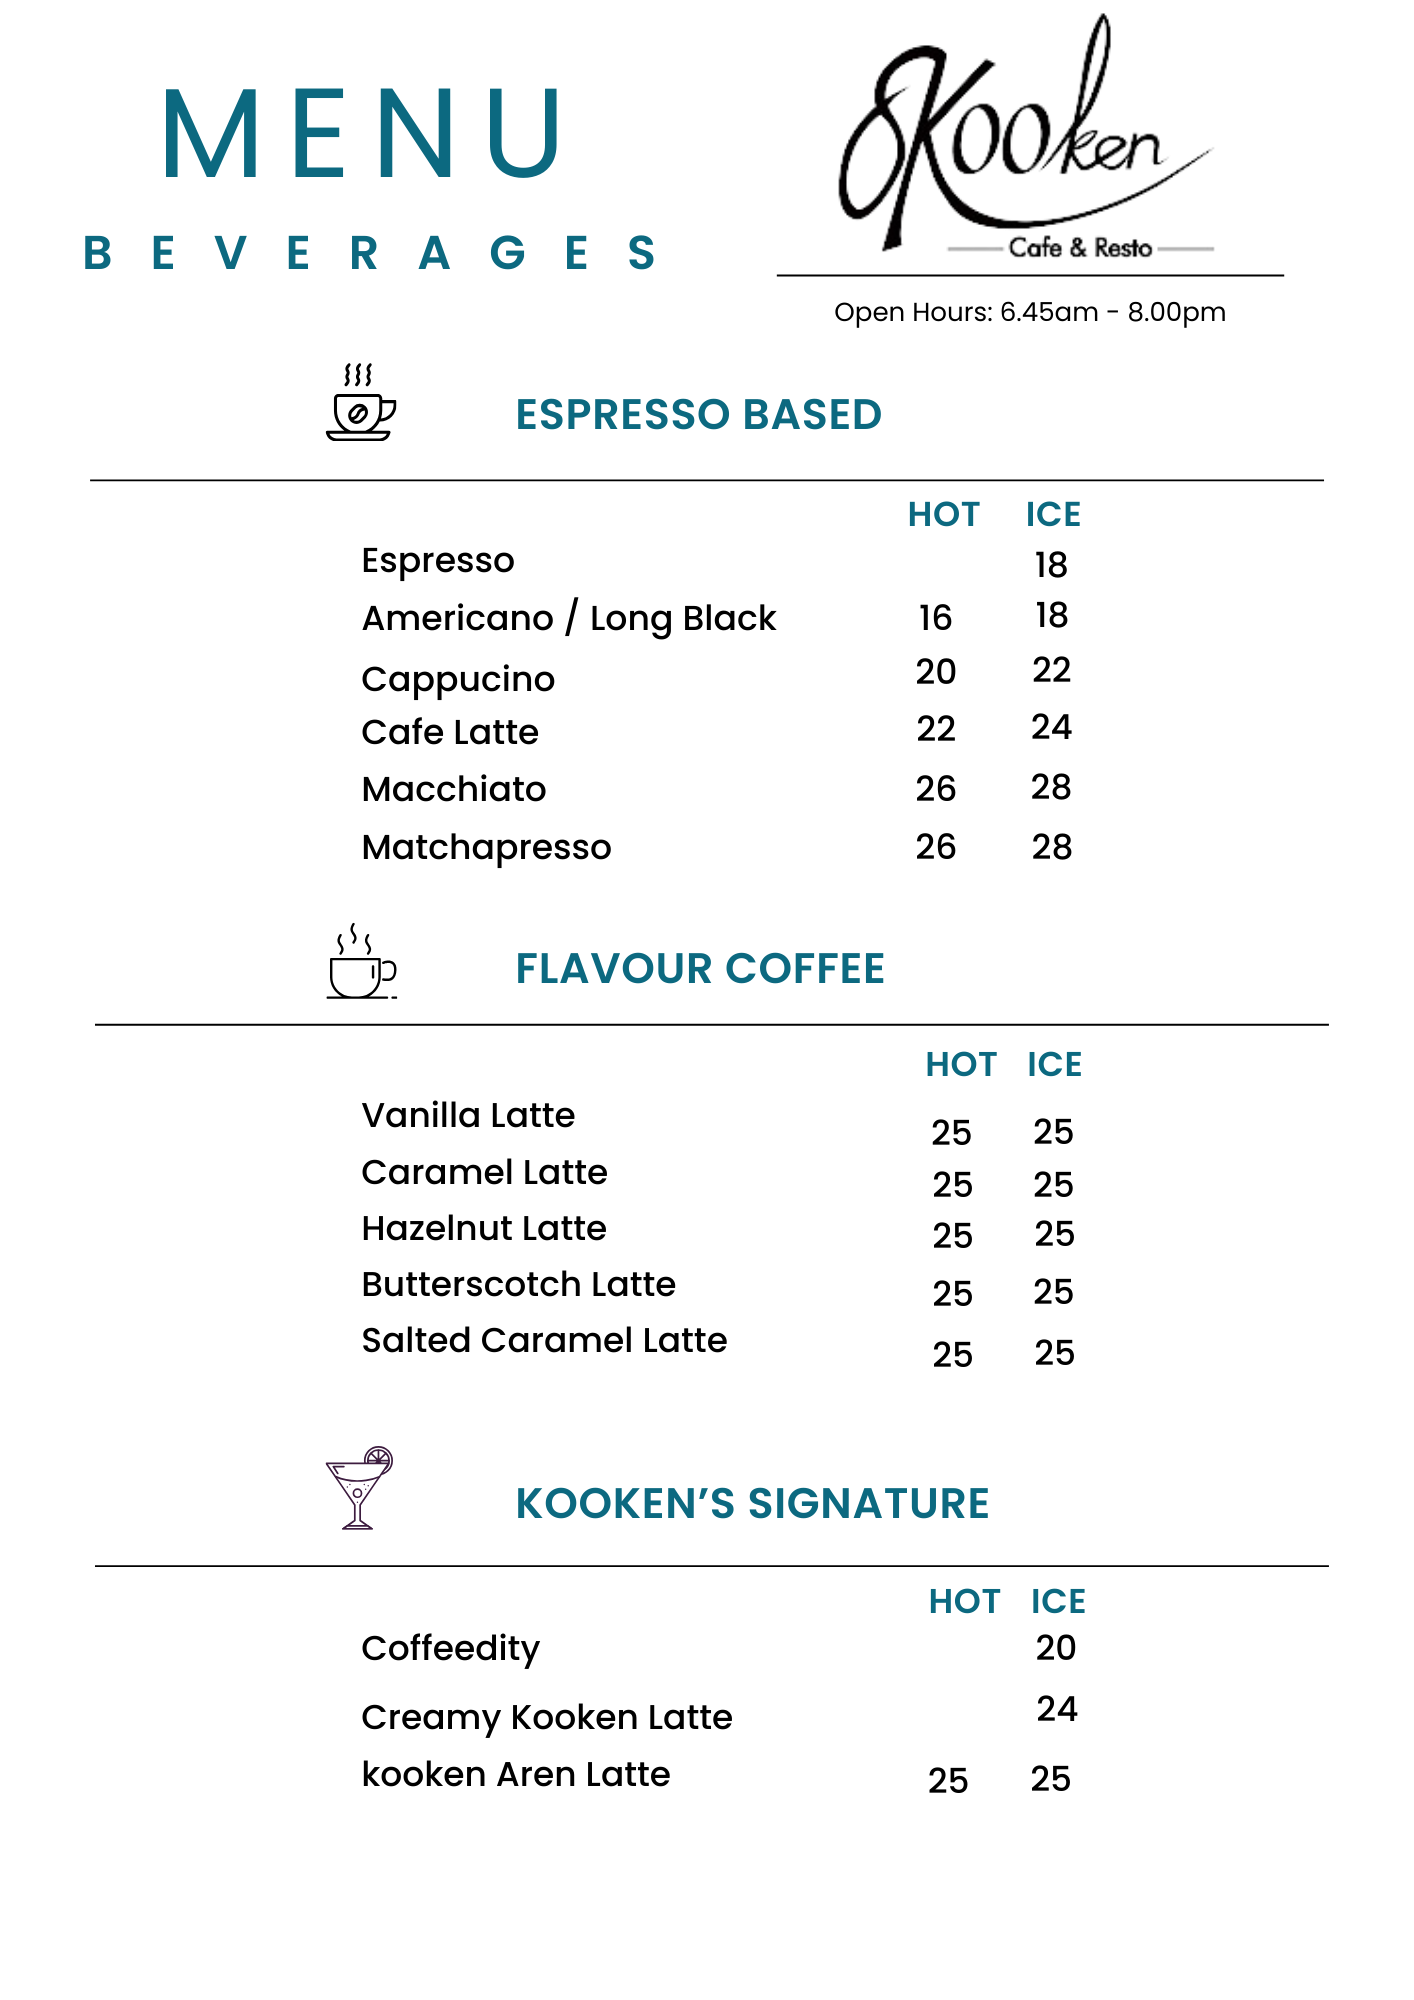 MENU
BEVERAGES
Kooken
Cafe & Resto
Open Hours: 6.45am - 8.00pm
ESPRESSO BASED
HOT ICE
Espresso 18
Americano / Long Black 16 18
Cappucino 20 22
Cafe Latte 22 24
Macchiato 26 28
Matchapresso 26 28
FLAVOUR COFFEE
HOT ICE
Vanilla Latte 25 25
Caramel Latte 25 25
Hazelnut Latte 25 25
Butterscotch Latte 25 25
Salted Caramel Latte 25 25
KOOKEN’S SIGNATURE
HOT ICE
Coffeedity 20
Creamy Kooken Latte 24
kooken Aren Latte 25 25